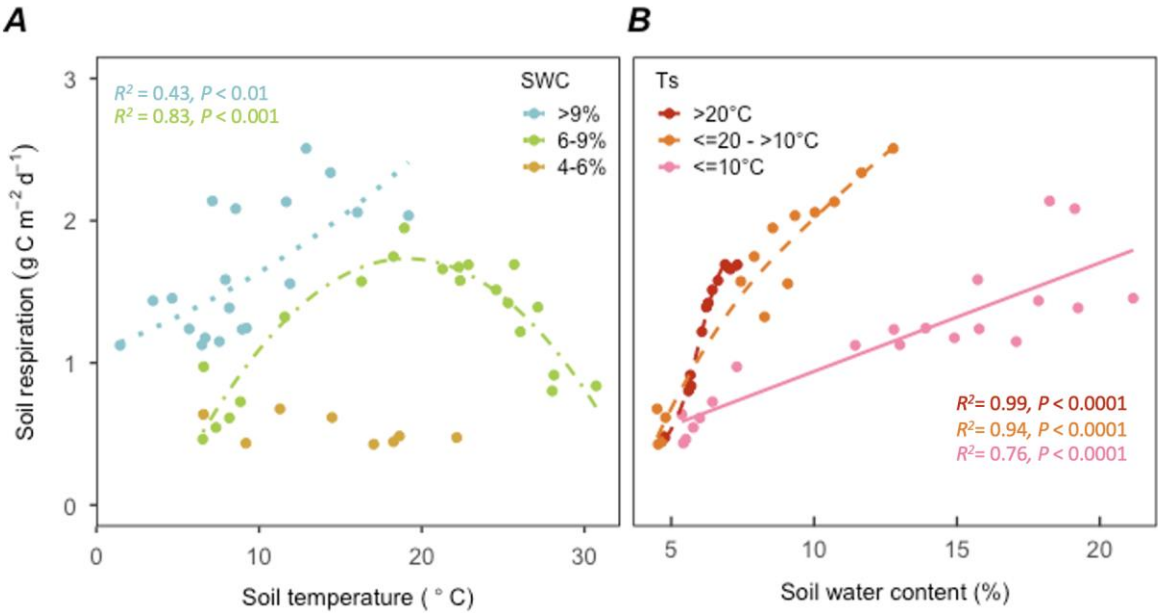 A
B
R² = 0.43, P < 0.01
R² = 0.83, P < 0.001
SWC
>9%
6-9%
4-6%
Ts
>20°C
<=20 - >10°C
<=10°C
R²= 0.99, P < 0.0001
R²= 0.94, P < 0.0001
R²= 0.76, P < 0.0001
Soil respiration (g C m⁻² d⁻¹)
3
2
1
0
0 10 20 30
5 10 15 20
Soil temperature ( ° C)
Soil water content (%)